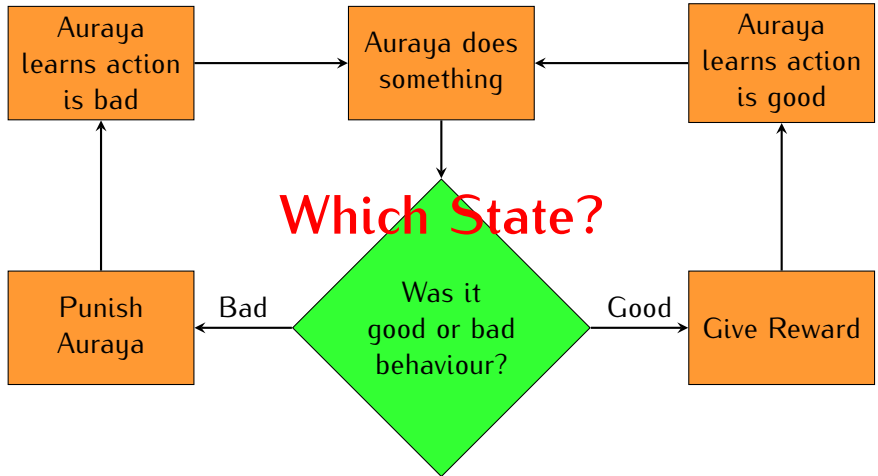 Auraya
learns action
is bad
Auraya does
something
Auraya
learns action
is good
Which State?
Punish
Auraya
Bad
Was it
good or bad
behaviour?
Good
Give Reward